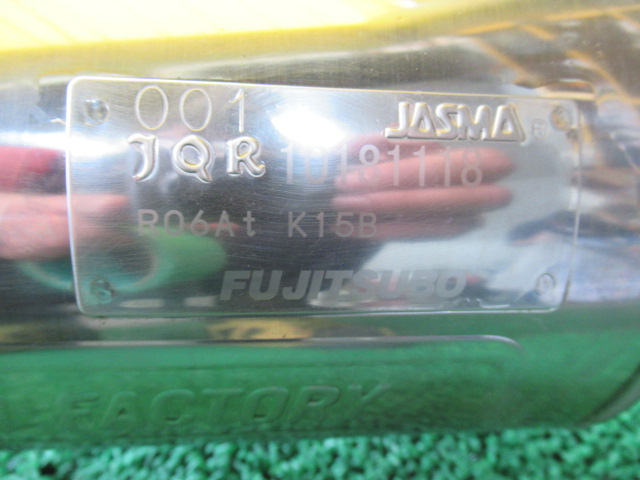 001 JASMA ®
JQR 10181118
R06At K15B
FUJITSUBO
-FACTORY